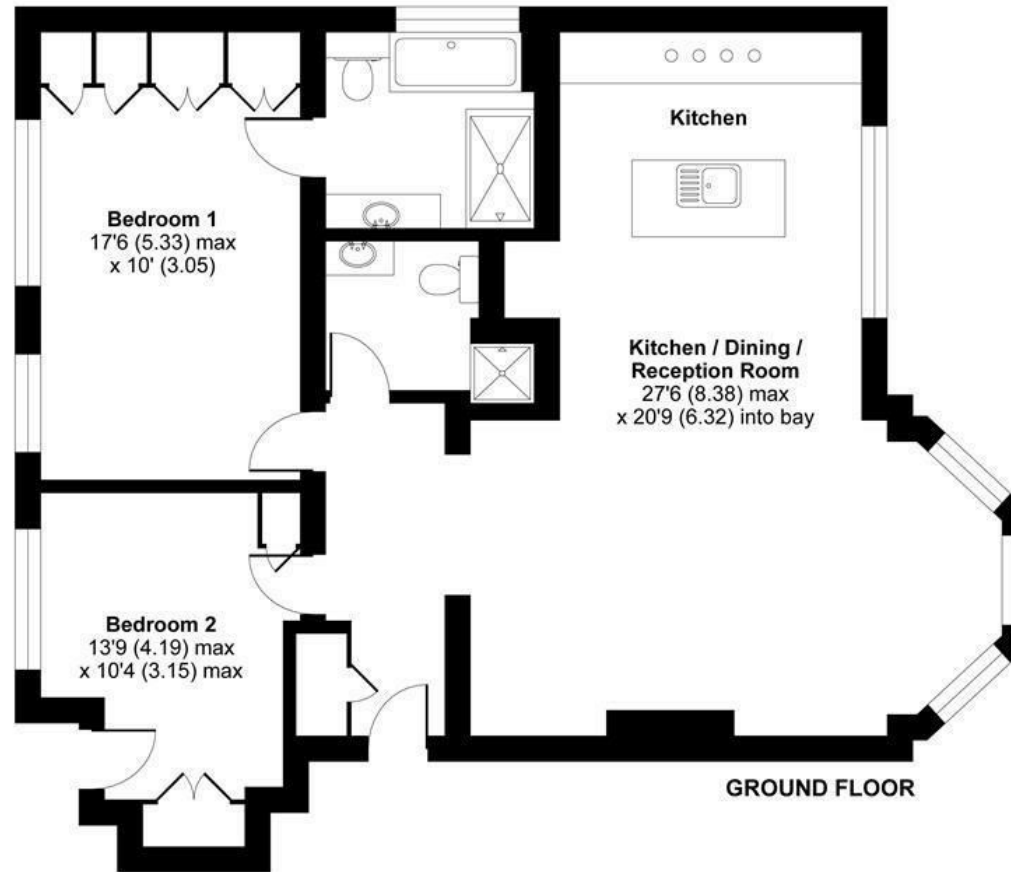 Kitchen
Bedroom 1
17'6 (5.33) max
x 10' (3.05)
Kitchen / Dining /
Reception Room
27'6 (8.38) max
x 20'9 (6.32) into bay
Bedroom 2
13'9 (4.19) max
x 10'4 (3.15) max
GROUND FLOOR